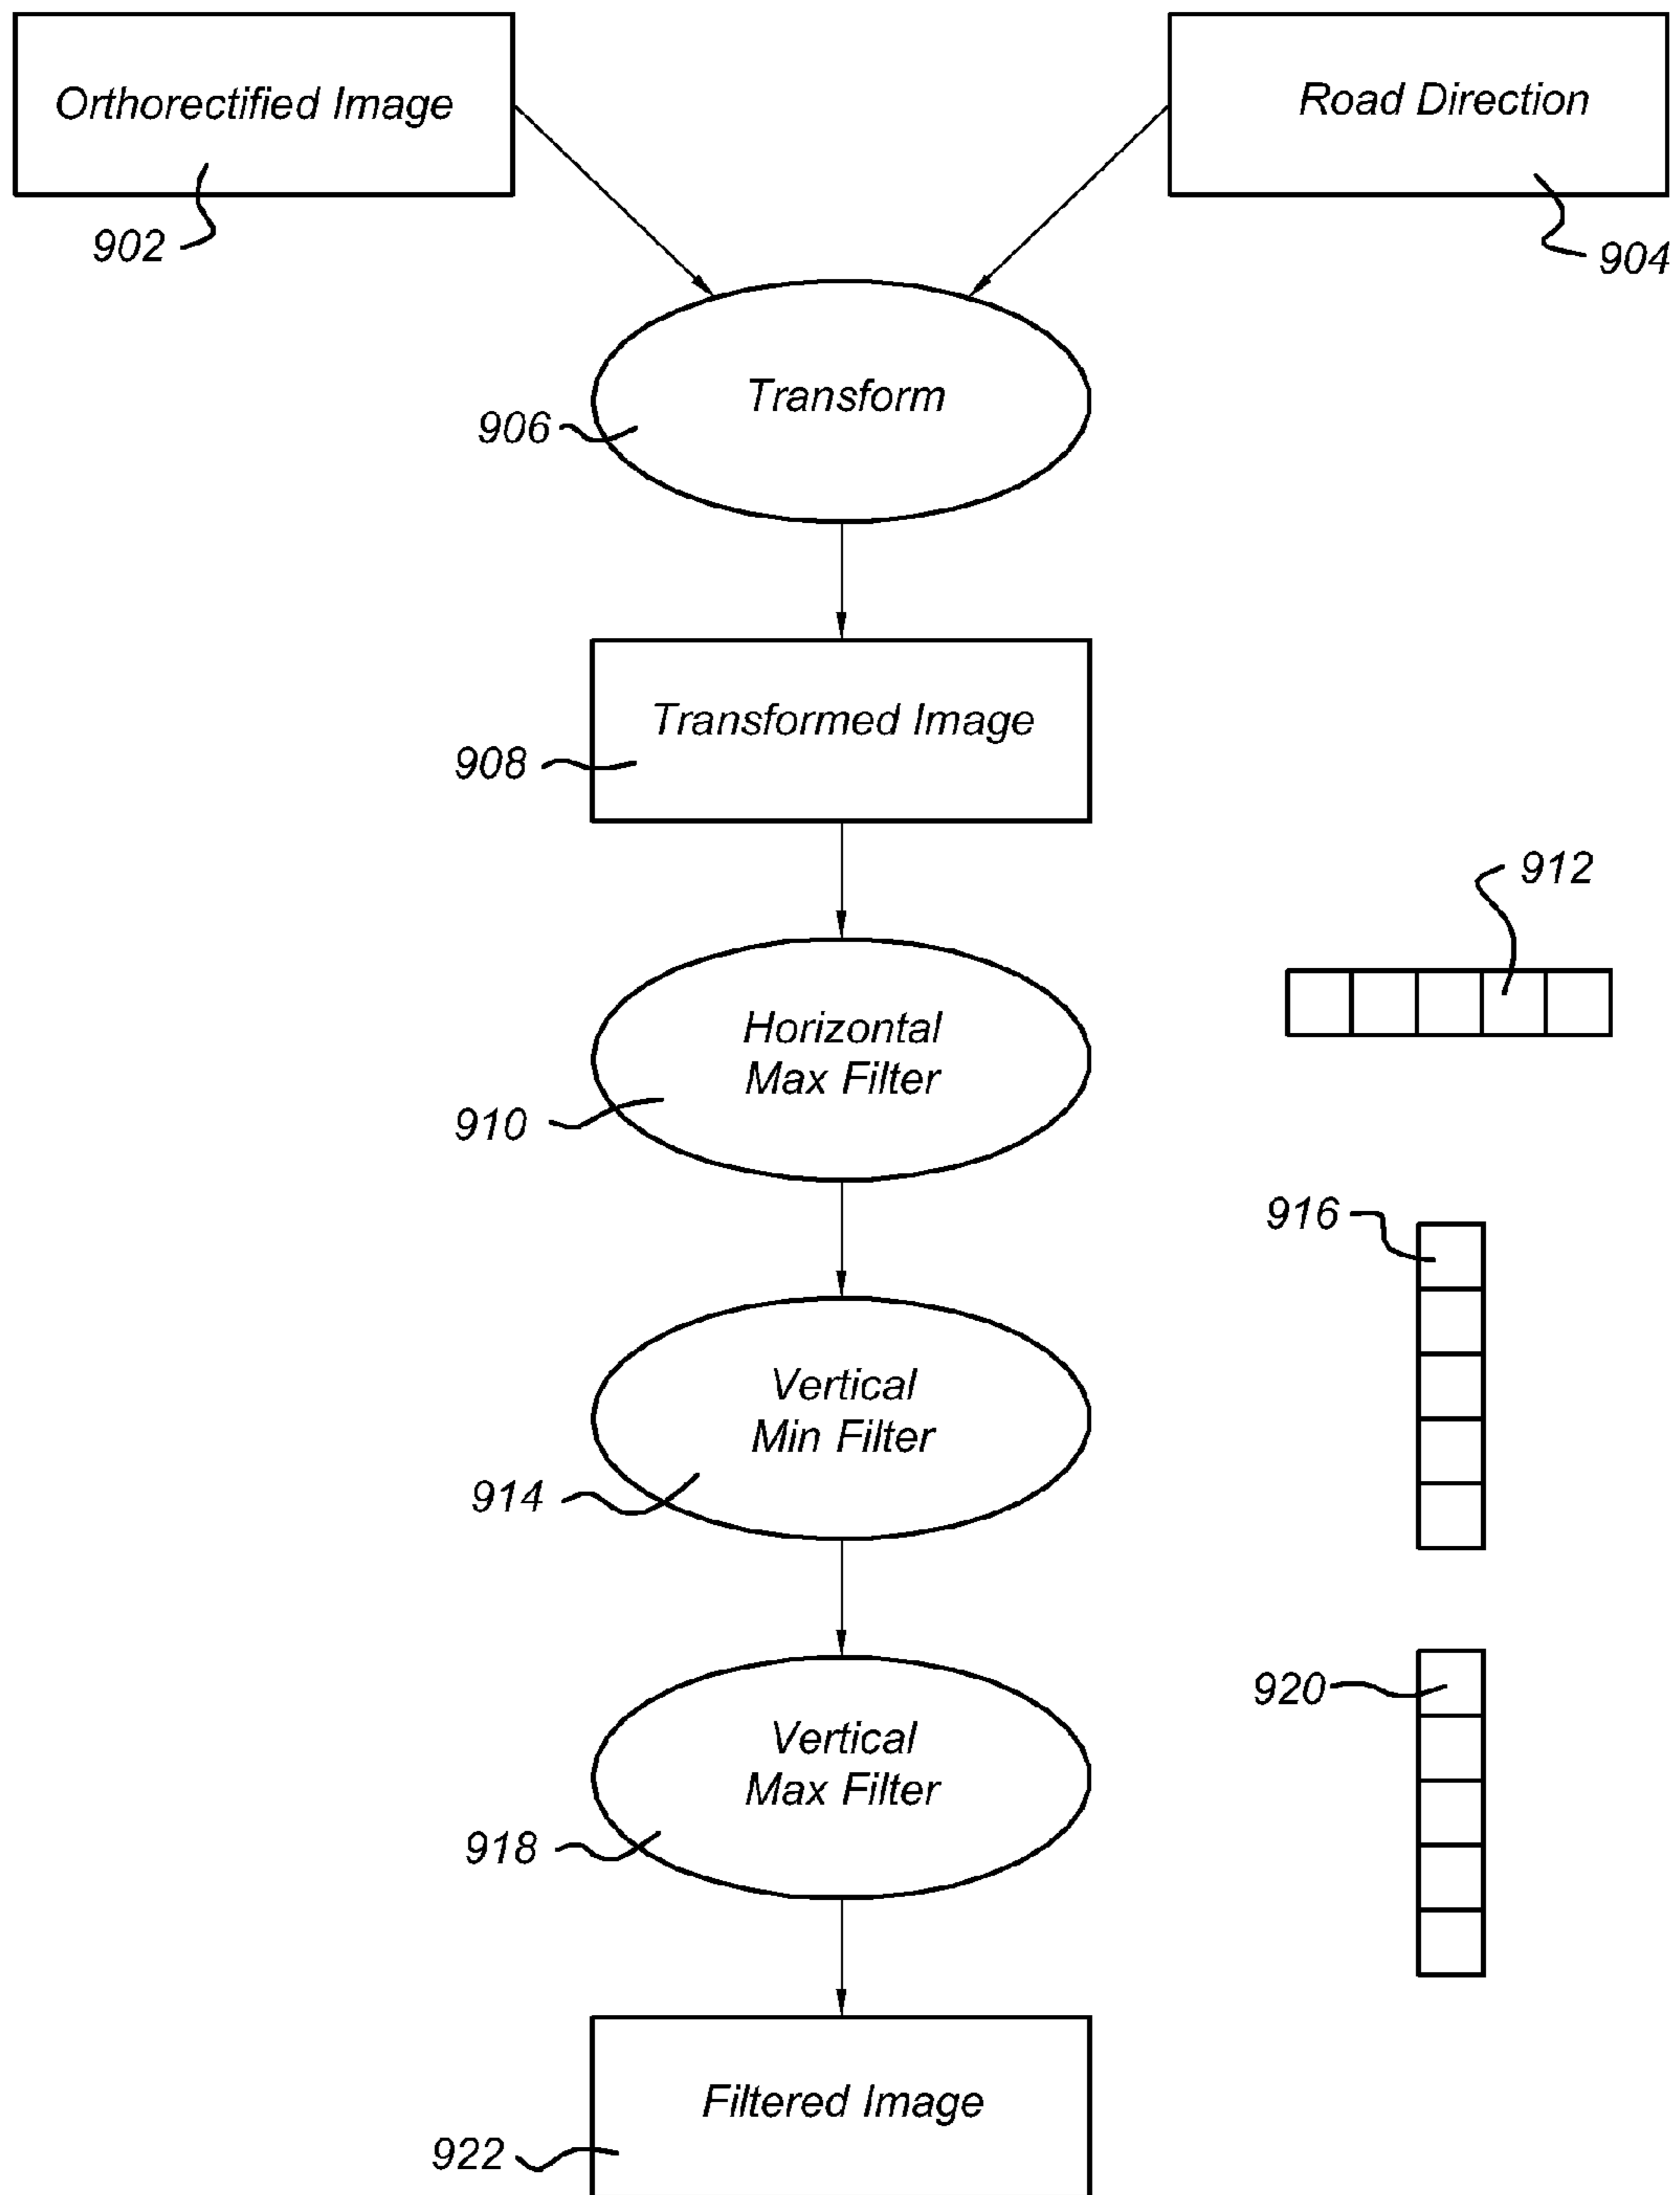 Orthorectified Image
Road Direction
902
904
Transform
906
Transformed Image
908
912
Horizontal
Max Filter
910
916
Vertical
Min Filter
914
920
Vertical
Max Filter
918
Filtered Image
922